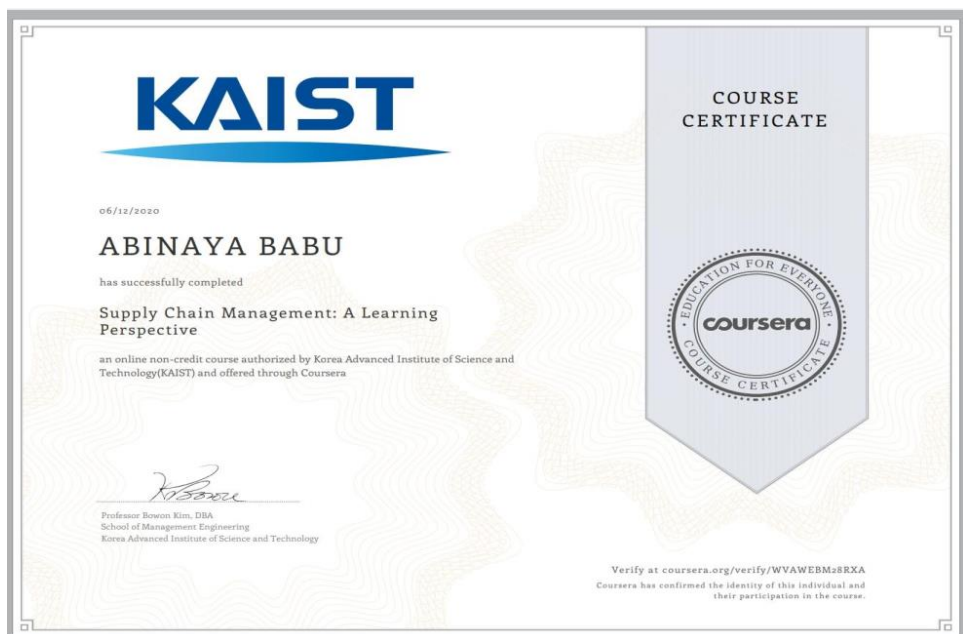 KAIST
06/12/2020
ABINAYA BABU
has successfully completed
Supply Chain Management: A Learning
Perspective
an online non-credit course authorized by Korea Advanced Institute of Science and
Technology(KAIST) and offered through Coursera
Professor Bowon Kim, DBA
School of Management Engineering
Korea Advanced Institute of Science and Technology
COURSE
CERTIFICATE
EDUCATION FOR EVERYONE
coursera
COURSE CERTIFICATE
Verify at coursera.org/verify/WVAWEBM28RXA
Coursera has confirmed the identity of this individual and
their participation in the course.